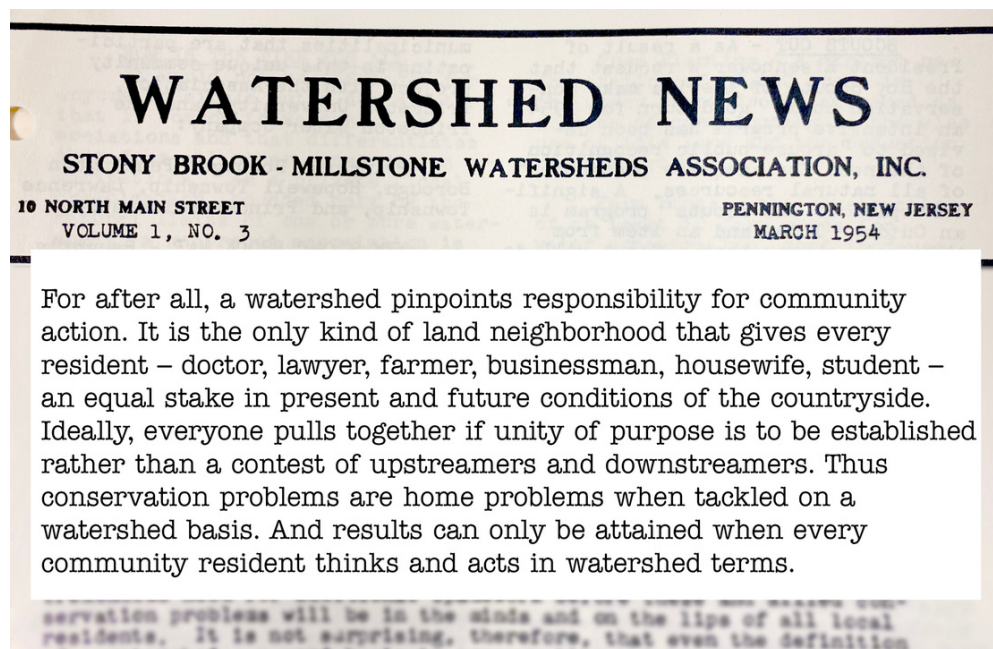 WATERSHED NEWS
STONY BROOK - MILLSTONE WATERSHEDS ASSOCIATION, INC.
10 NORTH MAIN STREET
PENNINGTON, NEW JERSEY
VOLUME 1, NO. 3
MARCH 1954
For after all, a watershed pinpoints responsibility for community
action. It is the only kind of land neighborhood that gives every
resident – doctor, lawyer, farmer, businessman, housewife, student –
an equal stake in present and future conditions of the countryside.
Ideally, everyone pulls together if unity of purpose is to be established
rather than a contest of upstreamers and downstreamers. Thus
conservation problems are home problems when tackled on a
watershed basis. And results can only be attained when every
community resident thinks and acts in watershed terms.
servation problems will be in the minds and on the lips of all local
residents. It is not surprising, therefore, that even the definition